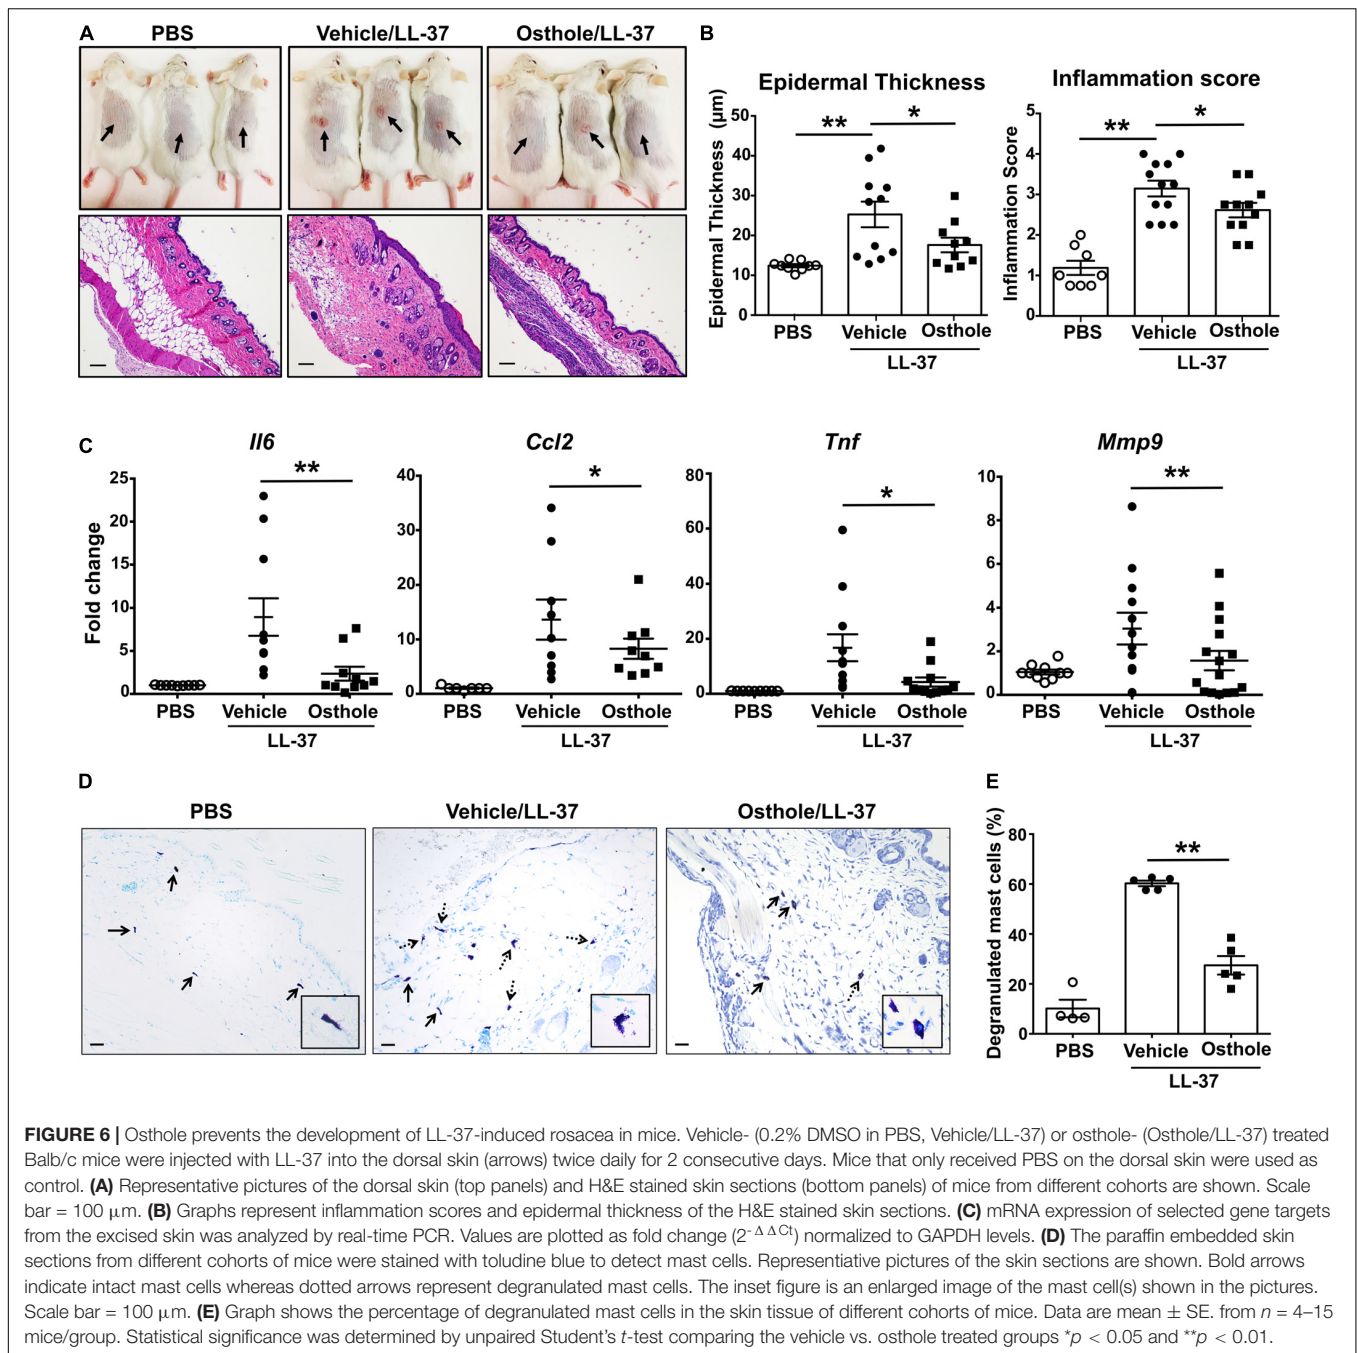 A
PBS
Vehicle/LL-37
Osthole/LL-37
B
Epidermal Thickness
Epidermal Thickness (μm)
50
40
30
20
10
0
**
*
PBS
Vehicle
Osthole
LL-37
Inflammation score
Inflammation Score
5
4
3
2
1
0
**
*
PBS
Vehicle
Osthole
LL-37
C
Fold change
Il6
25
20
15
10
5
0
**
PBS
Vehicle
Osthole
LL-37
Ccl2
40
30
20
10
0
*
PBS
Vehicle
Osthole
LL-37
Tnf
80
60
40
20
0
*
PBS
Vehicle
Osthole
LL-37
Mmp9
10
8
6
4
2
0
**
PBS
Vehicle
Osthole
LL-37
D
PBS
Vehicle/LL-37
Osthole/LL-37
E
Degranulated mast cells (%)
80
60
40
20
0
**
PBS
Vehicle
Osthole
LL-37
FIGURE 6 | Osthole prevents the development of LL-37-induced rosacea in mice. Vehicle- (0.2% DMSO in PBS, Vehicle/LL-37) or osthole- (Osthole/LL-37) treated
Balb/c mice were injected with LL-37 into the dorsal skin (arrows) twice daily for 2 consecutive days. Mice that only received PBS on the dorsal skin were used as
control. (A) Representative pictures of the dorsal skin (top panels) and H&E stained skin sections (bottom panels) of mice from different cohorts are shown. Scale
bar = 100 μm. (B) Graphs represent inflammation scores and epidermal thickness of the H&E stained skin sections. (C) mRNA expression of selected gene targets
from the excised skin was analyzed by real-time PCR. Values are plotted as fold change (2-ΔΔCt) normalized to GAPDH levels. (D) The paraffin embedded skin
sections from different cohorts of mice were stained with toludine blue to detect mast cells. Representiative pictures of the skin sections are shown. Bold arrows
indicate intact mast cells whereas dotted arrows represent degranulated mast cells. The inset figure is an enlarged image of the mast cell(s) shown in the pictures.
Scale bar = 100 μm. (E) Graph shows the percentage of degranulated mast cells in the skin tissue of different cohorts of mice. Data are mean ± SE. from n = 4–15
mice/group. Statistical significance was determined by unpaired Student's t-test comparing the vehicle vs. osthole treated groups *p < 0.05 and **p < 0.01.